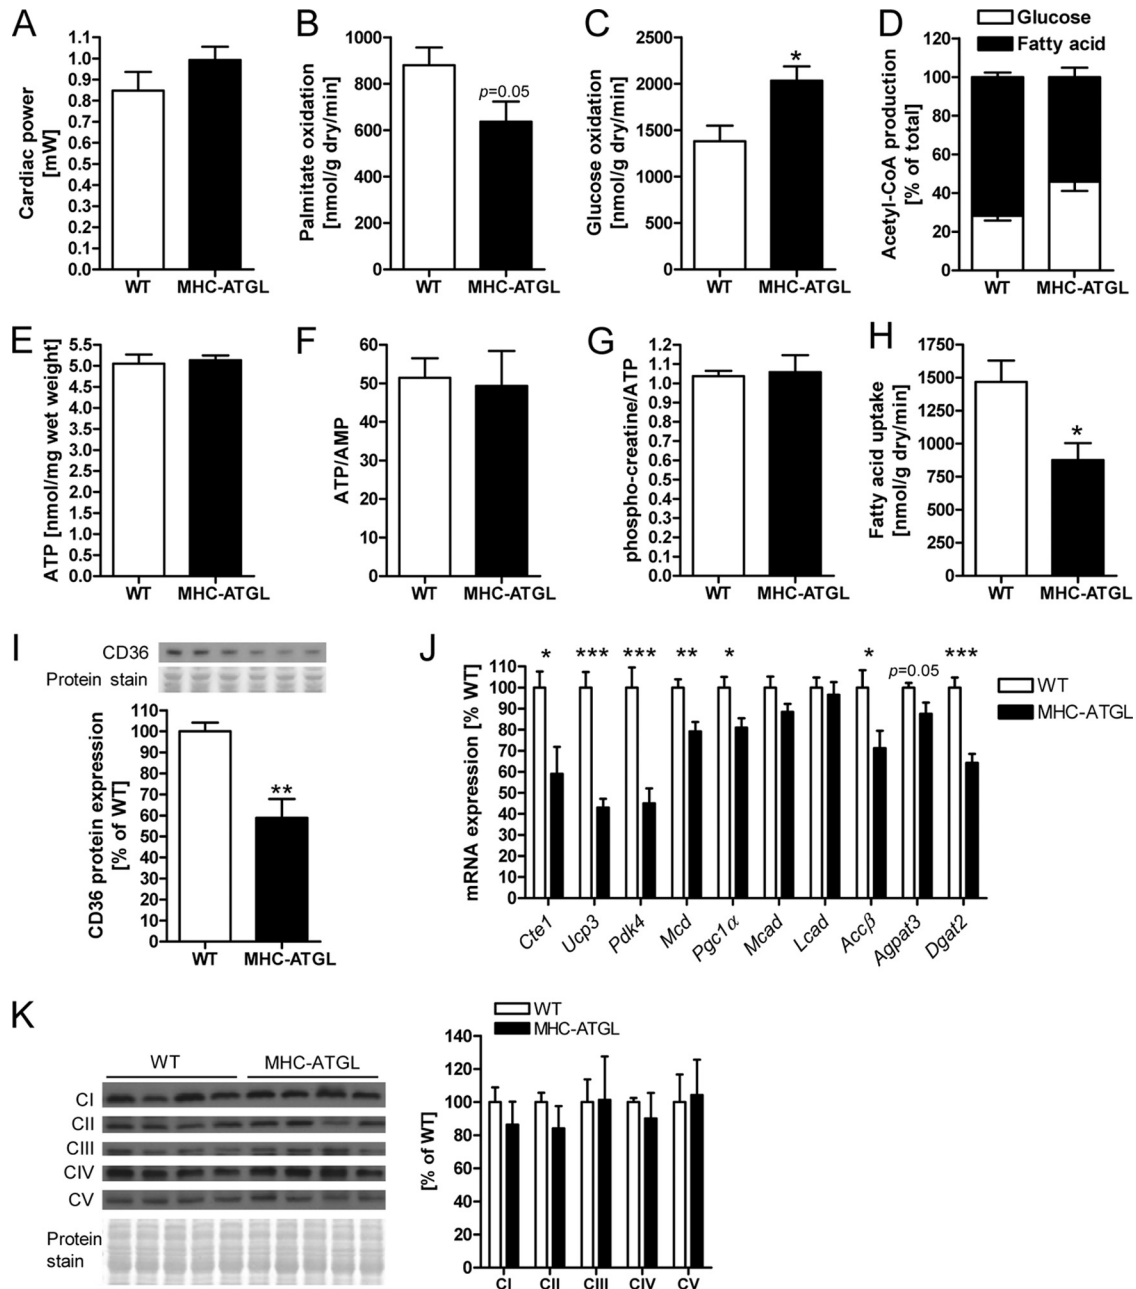 A
Cardiac power
[mW]
1.1
1.0
0.9
0.8
0.7
0.6
0.5
0.4
0.3
0.2
0.1
0.0
WT
MHC-ATGL
B
Palmitate oxidation
[nmol/g dry/min]
1000
800
600
400
200
0
p=0.05
WT
MHC-ATGL
C
Glucose oxidation
[nmol/g dry/min]
2500
2000
1500
1000
500
0
*
WT
MHC-ATGL
D
Glucose
Fatty acid
Acetyl-CoA production
[% of total]
120
100
80
60
40
20
0
WT
MHC-ATGL
E
ATP [nmol/mg wet weight]
5.5
5.0
4.5
4.0
3.5
3.0
2.5
2.0
1.5
1.0
0.5
0.0
WT
MHC-ATGL
F
ATP/AMP
60
50
40
30
20
10
0
WT
MHC-ATGL
G
phospho-creatine/ATP
1.2
1.1
1.0
0.9
0.8
0.7
0.6
0.5
0.4
0.3
0.2
0.1
0.0
WT
MHC-ATGL
H
Fatty acid uptake
[nmol/g dry/min]
1750
1500
1250
1000
750
500
250
0
*
WT
MHC-ATGL
I
CD36
Protein stain
CD36 protein expression
[% of WT]
110
100
90
80
70
60
50
40
30
20
10
0
**
WT
MHC-ATGL
J
mRNA expression [% WT]
110
100
90
80
70
60
50
40
30
20
10
0
* *** *** ** * * p=0.05 ***
WT
MHC-ATGL
Cte1
Ucp3
Pdk4
Mcd
Pgc1α
Mcad
Lcad
Accβ
Agpat3
Dgat2
K
WT MHC-ATGL
CI
CII
CIII
CIV
CV
Protein
stain
WT
MHC-ATGL
[% of WT]
140
120
100
80
60
40
20
0
CI CII CIII CIV CV